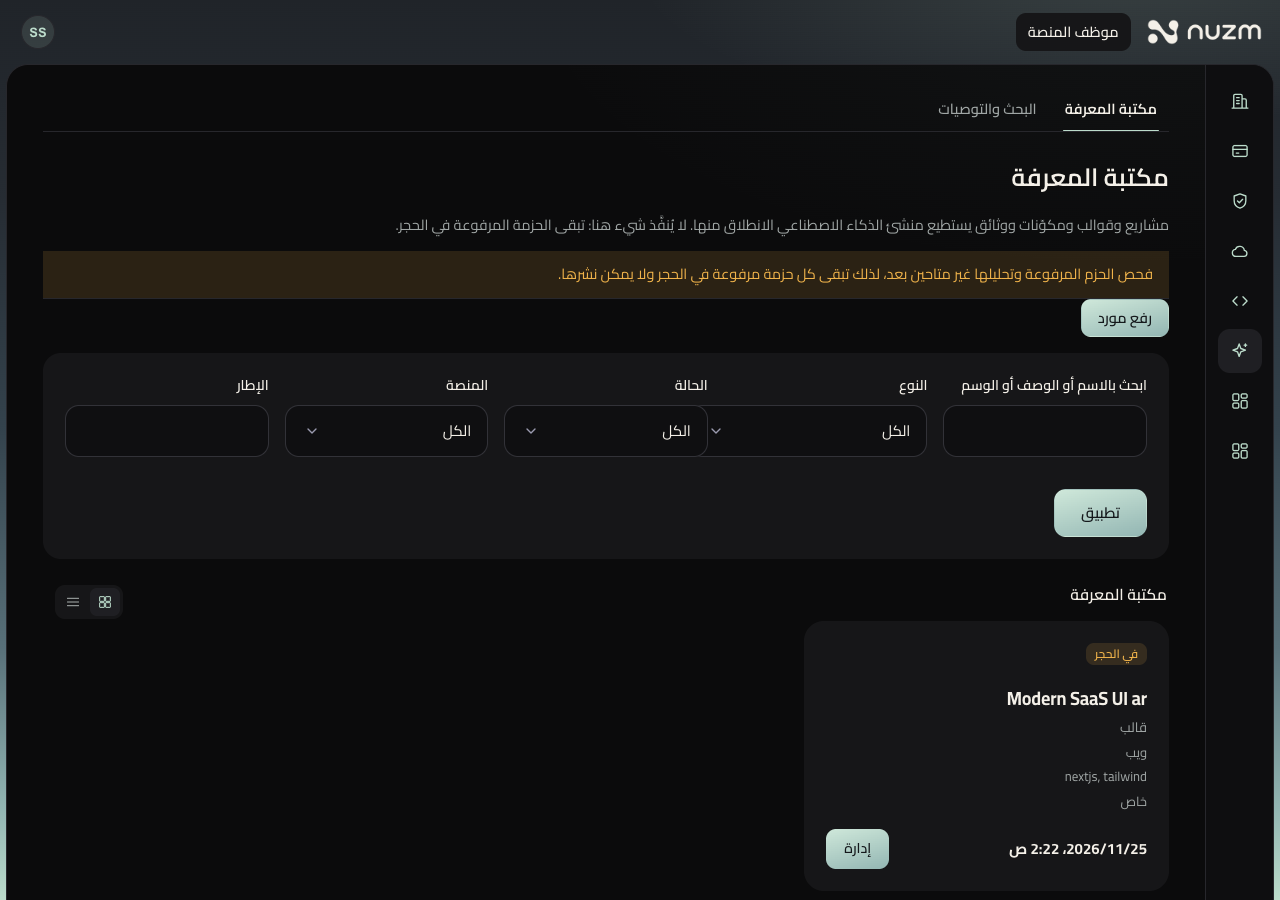 nuzm
موظف المنصة
SS
مكتبة المعرفة
البحث والتوصيات
مكتبة المعرفة
مشاريع وقوالب ومكوّنات ووثائق يستطيع منشئ الذكاء الاصطناعي الانطلاق منها. لا يُنفَّذ شيء هنا: تبقى الحزمة المرفوعة في الحجر.
فحص الحزم المرفوعة وتحليلها غير متاحين بعد، لذلك تبقى كل حزمة مرفوعة في الحجر ولا يمكن نشرها.
رفع مورد
ابحث بالاسم أو الوصف أو الوسم
النوع
الحالة
المنصة
الإطار
الكل
الكل
الكل
تطبيق
مكتبة المعرفة
في الحجر
Modern SaaS UI ar
قالب
ويب
nextjs, tailwind
خاص
2026/11/25، 2:22 ص
إدارة